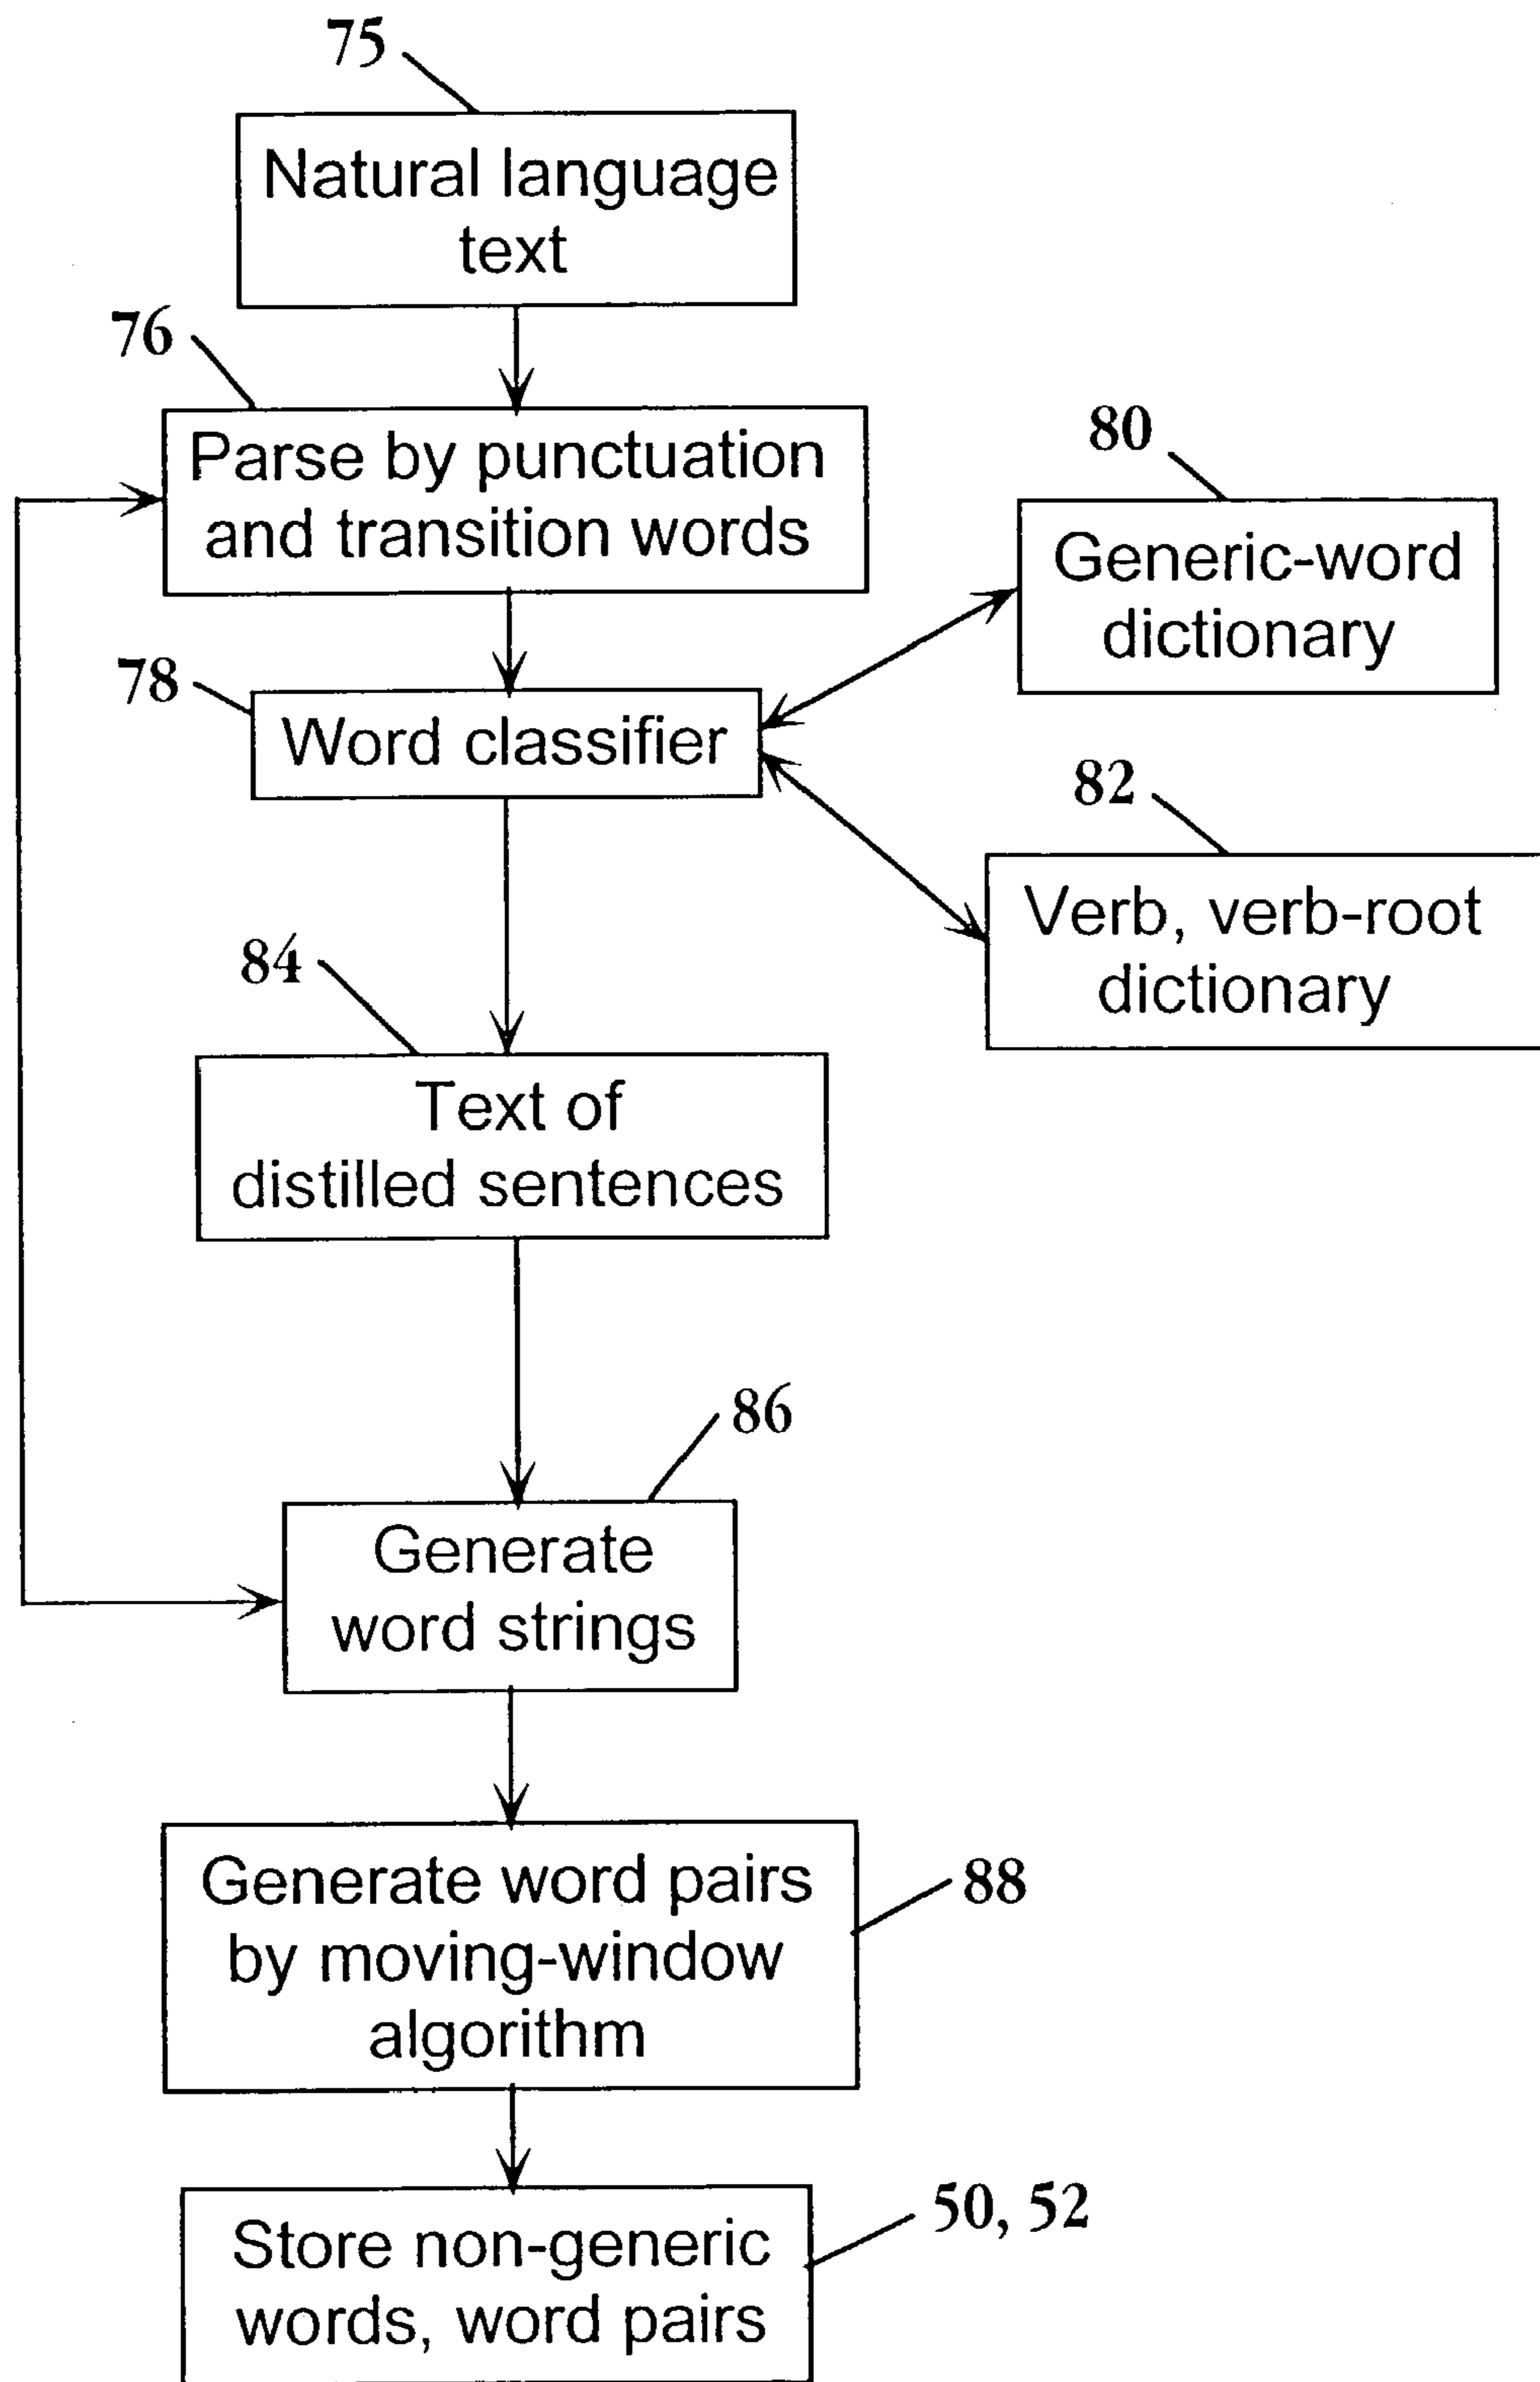 75
Natural language
text
76
Parse by punctuation
and transition words
80
Generic-word
dictionary
78
Word classifier
82
Verb, verb-root
dictionary
84
Text of
distilled sentences
86
Generate
word strings
Generate word pairs
by moving-window
algorithm
88
Store non-generic
words, word pairs
50, 52